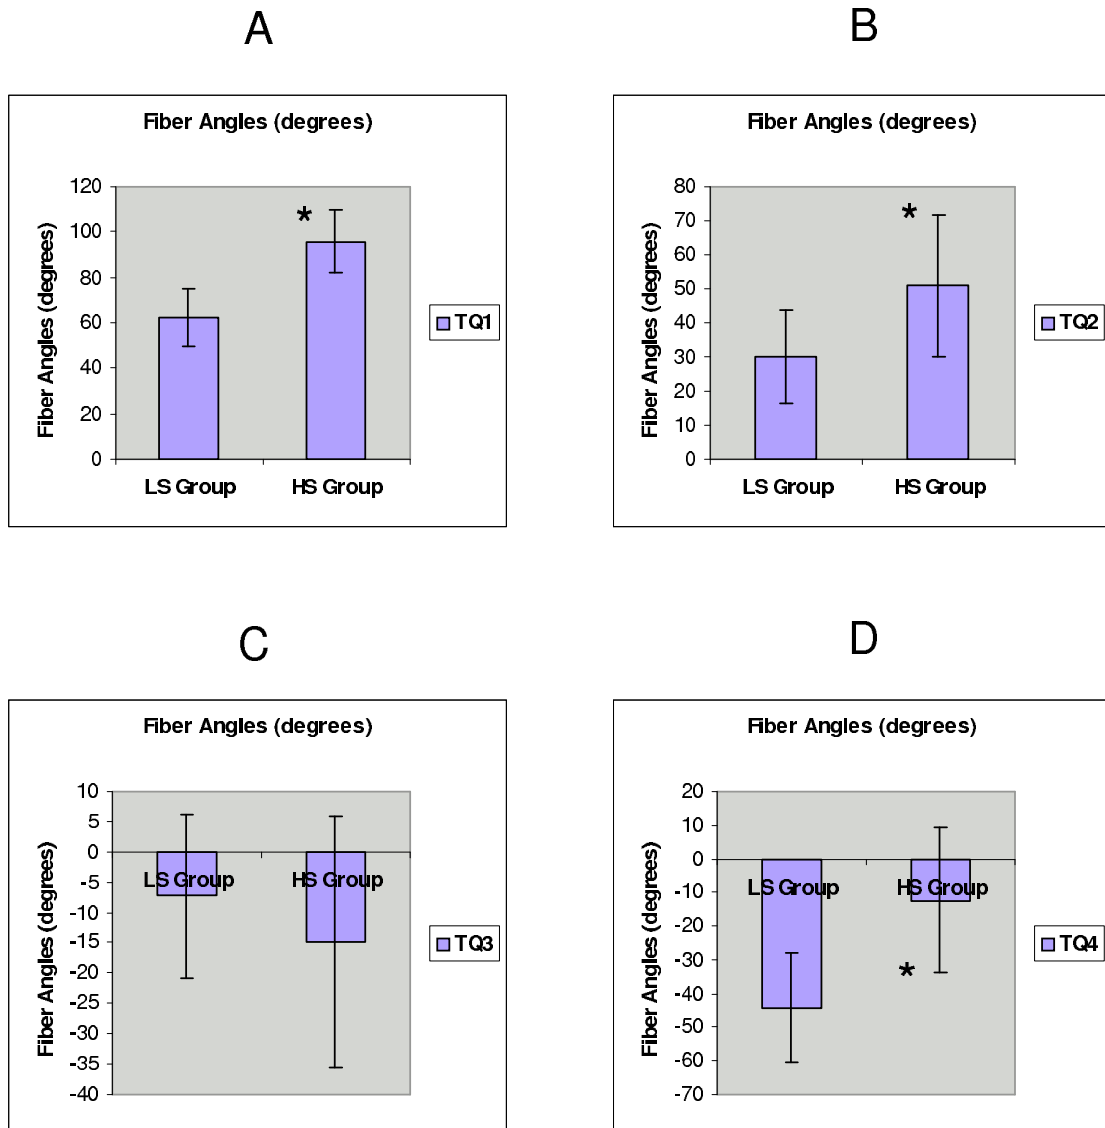 A
B
Fiber Angles (degrees)
Fiber Angles (degrees)
Fiber Angles (degrees)
120
100
80
60
40
20
0
*
LS Group
HS Group
TQ1
Fiber Angles (degrees)
80
70
60
50
40
30
20
10
0
*
LS Group
HS Group
TQ2
C
D
Fiber Angles (degrees)
Fiber Angles (degrees)
Fiber Angles (degrees)
10
5
0
-5
-10
-15
-20
-25
-30
-35
-40
LS Group
HS Group
TQ3
Fiber Angles (degrees)
20
10
0
-10
-20
-30
-40
-50
-60
-70
LS Group
HS Group
*
TQ4